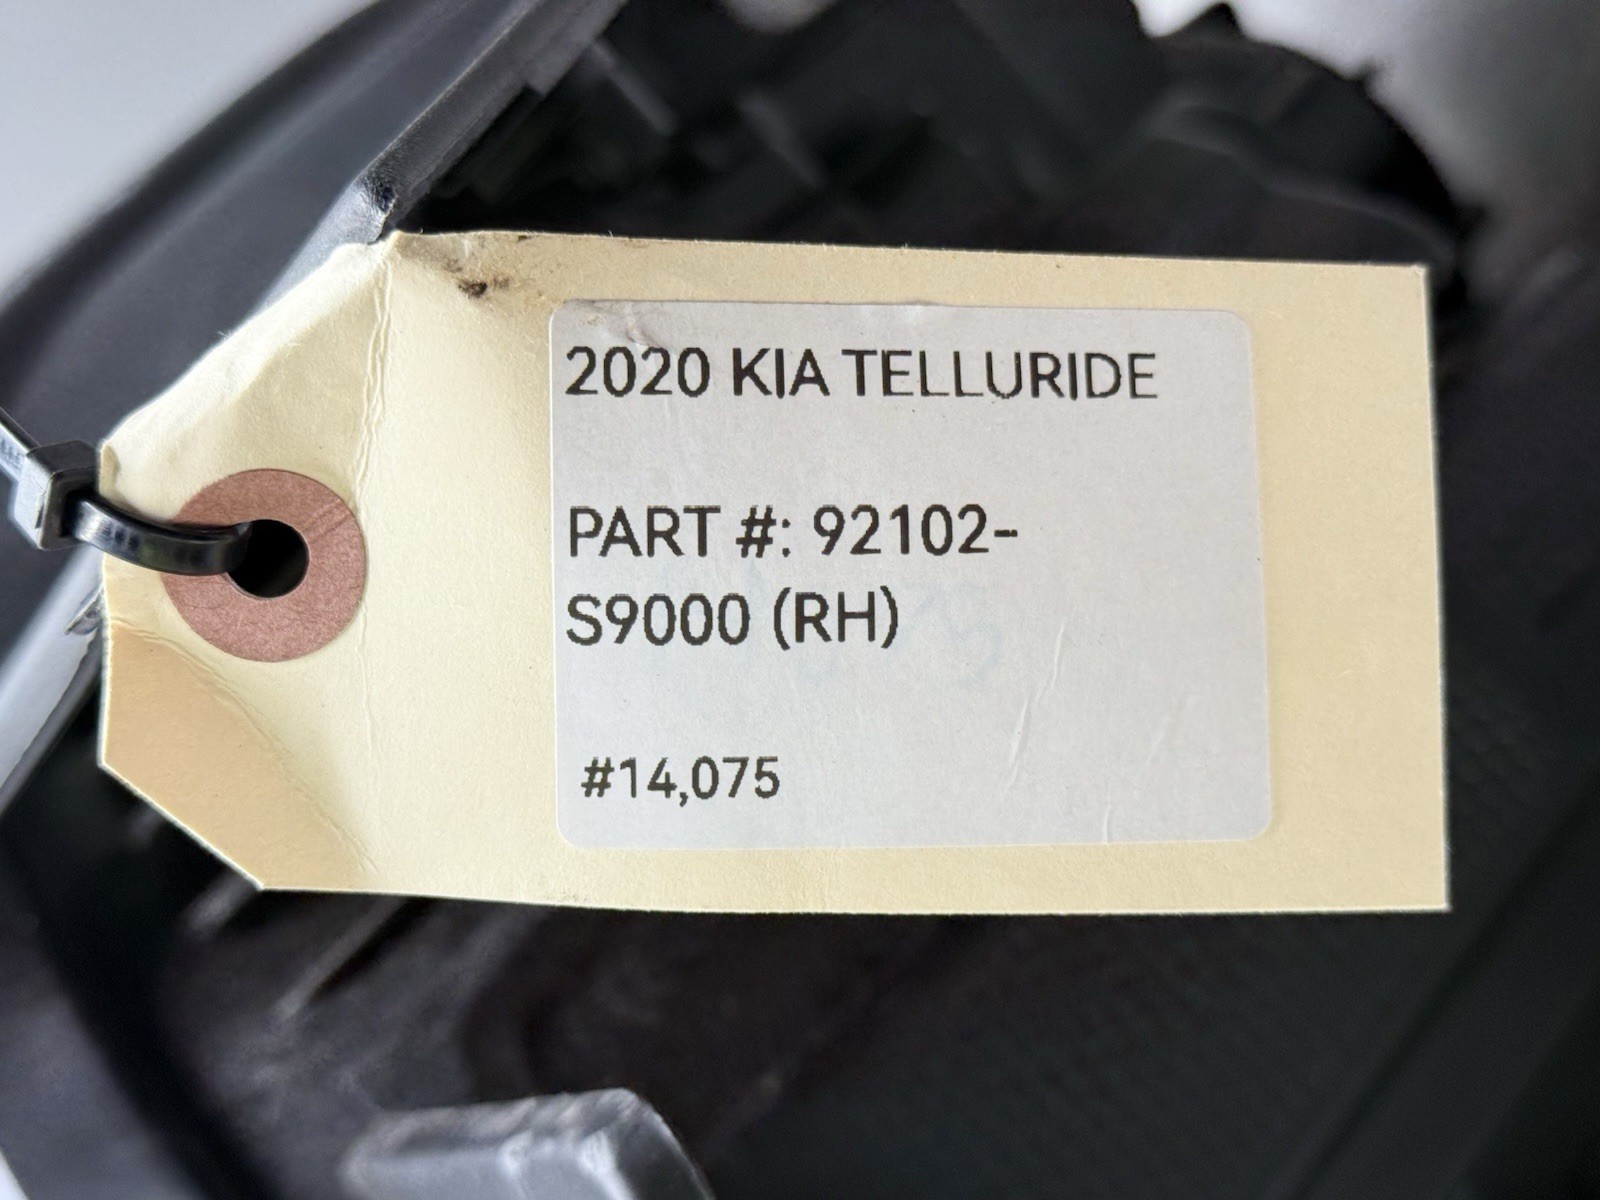 2020 KIA TELLURIDE
PART #: 92102-
S9000 (RH)
#14,075